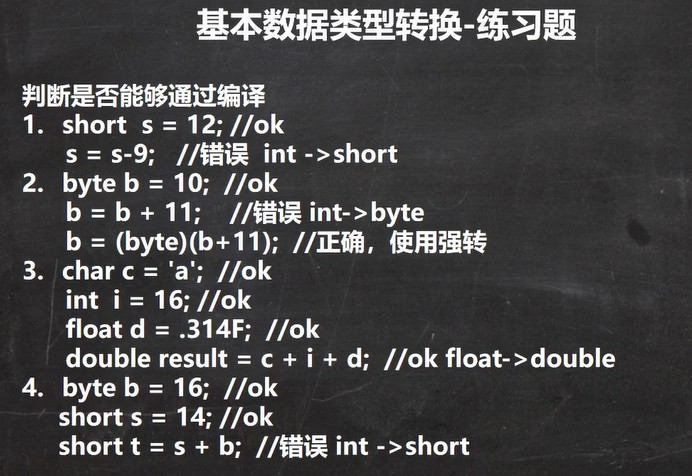 基本数据类型转换-练习题
判断是否能够通过编译
1. short s = 12; //ok
s = s-9; //错误 int ->short
2. byte b = 10; //ok
b = b + 11; //错误 int->byte
b = (byte)(b+11); //正确，使用强转
3. char c = 'a'; //ok
int i = 16; //ok
float d = .314F; //ok
double result = c + i + d; //ok float->double
4. byte b = 16; //ok
short s = 14; //ok
short t = s + b; //错误 int ->short